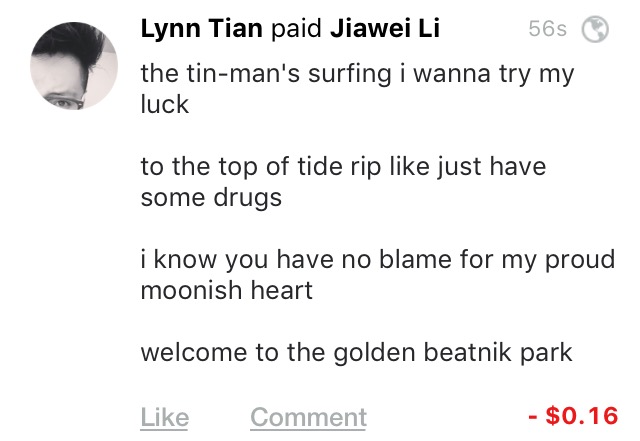 Lynn Tian paid Jiawei Li 56s
the tin-man's surfing i wanna try my
luck
to the top of tide rip like just have
some drugs
i know you have no blame for my proud
moonish heart
welcome to the golden beatnik park
Like Comment - $0.16